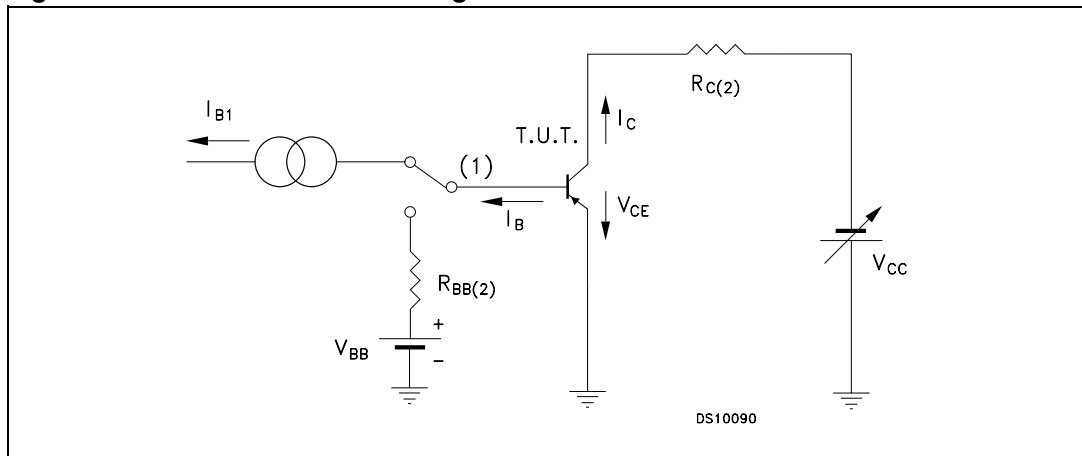 R_C(2)
I_B1
I_C
T.U.T.
(1)
V_CE
I_B
V_CC
R_BB(2)
+
V_BB
–
DS10090